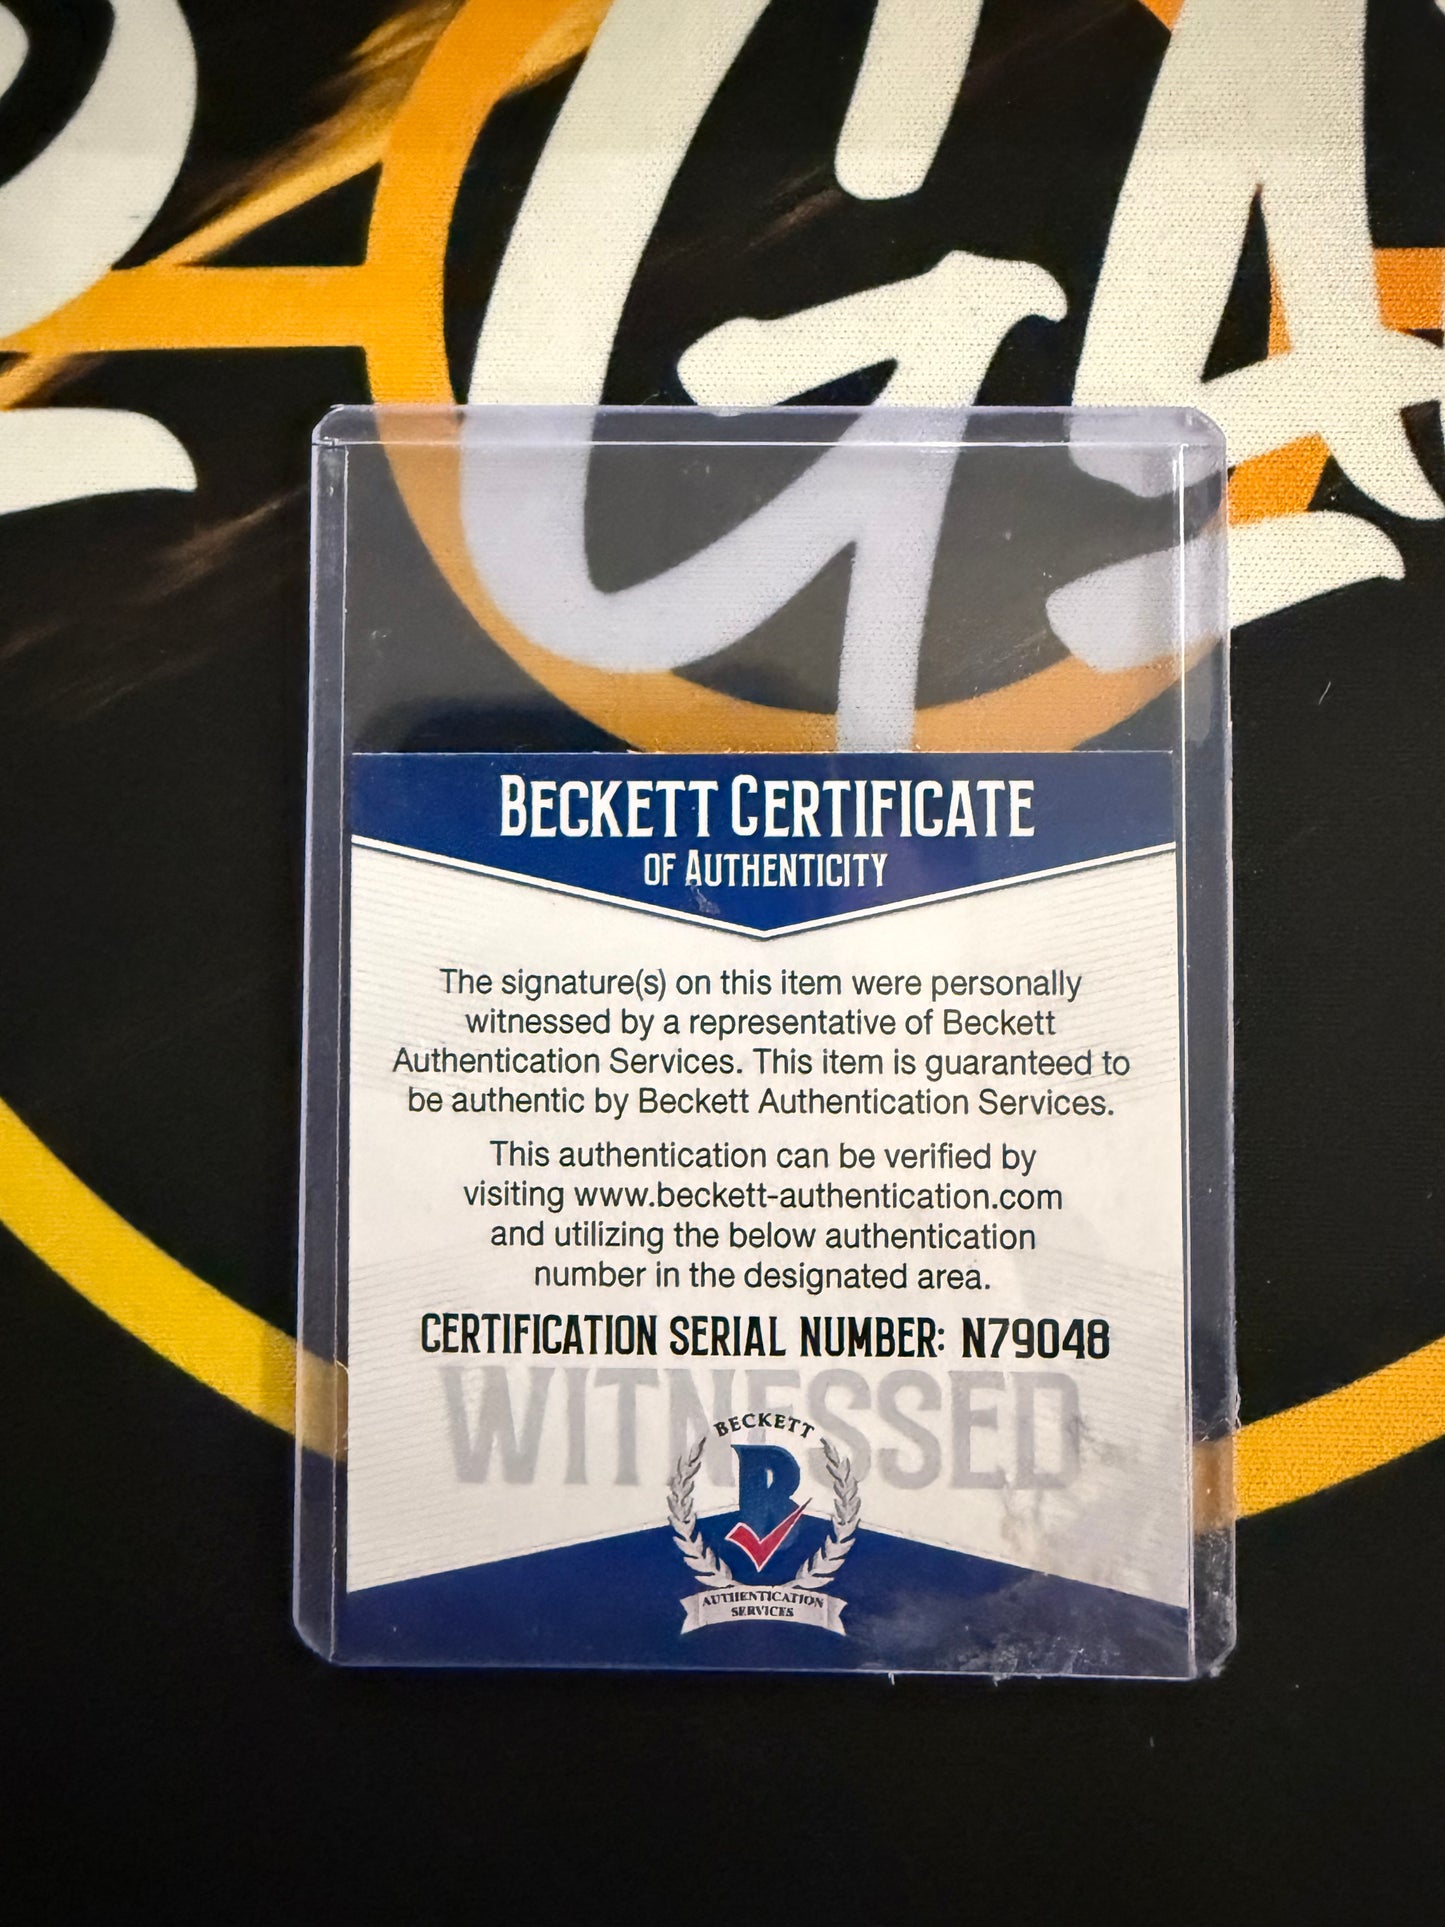 BECKETT CERTIFICATE
OF AUTHENTICITY
The signature(s) on this item were personally
witnessed by a representative of Beckett
Authentication Services. This item is guaranteed to
be authentic by Beckett Authentication Services.
This authentication can be verified by
visiting www.beckett-authentication.com
and utilizing the below authentication
number in the designated area.
CERTIFICATION SERIAL NUMBER: N79048
WITNESSED
BECKETT
B
AUTHENTICATION
SERVICES